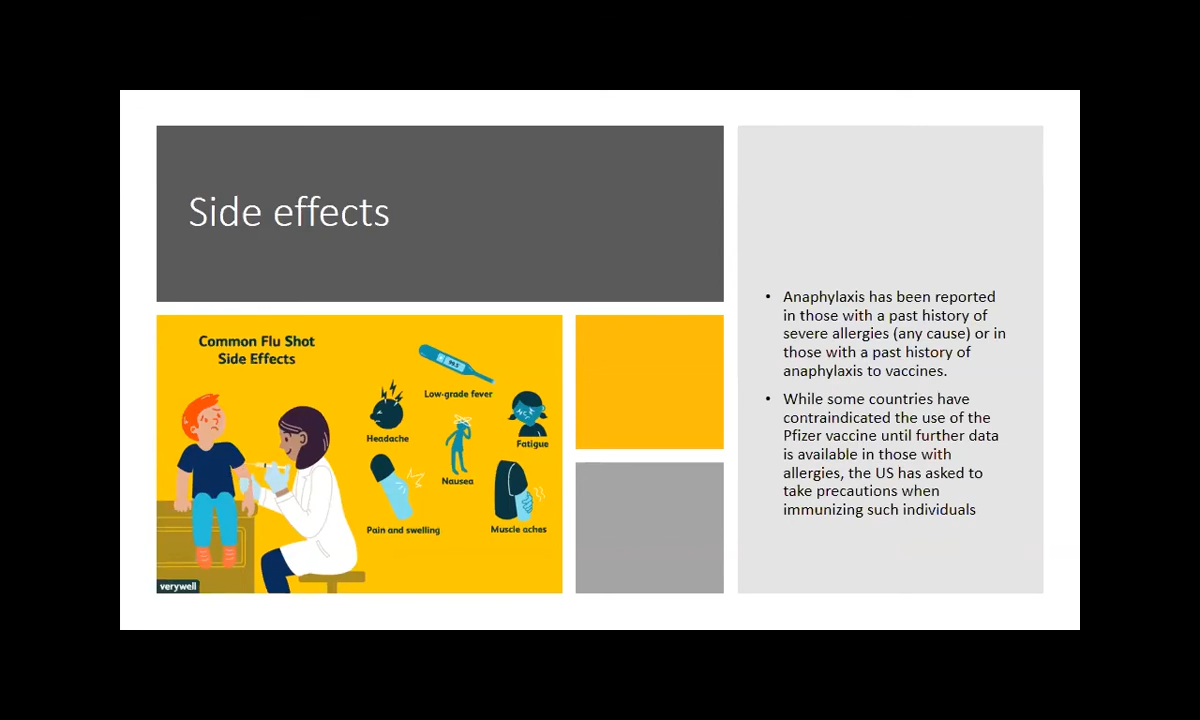 Side effects
Common Flu Shot
Side Effects
98.5
Low-grade fever
Headache
Fatigue
Nausea
Pain and swelling
Muscle aches
verywell
• Anaphylaxis has been reported
in those with a past history of
severe allergies (any cause) or in
those with a past history of
anaphylaxis to vaccines.
• While some countries have
contraindicated the use of the
Pfizer vaccine until further data
is available in those with
allergies, the US has asked to
take precautions when
immunizing such individuals